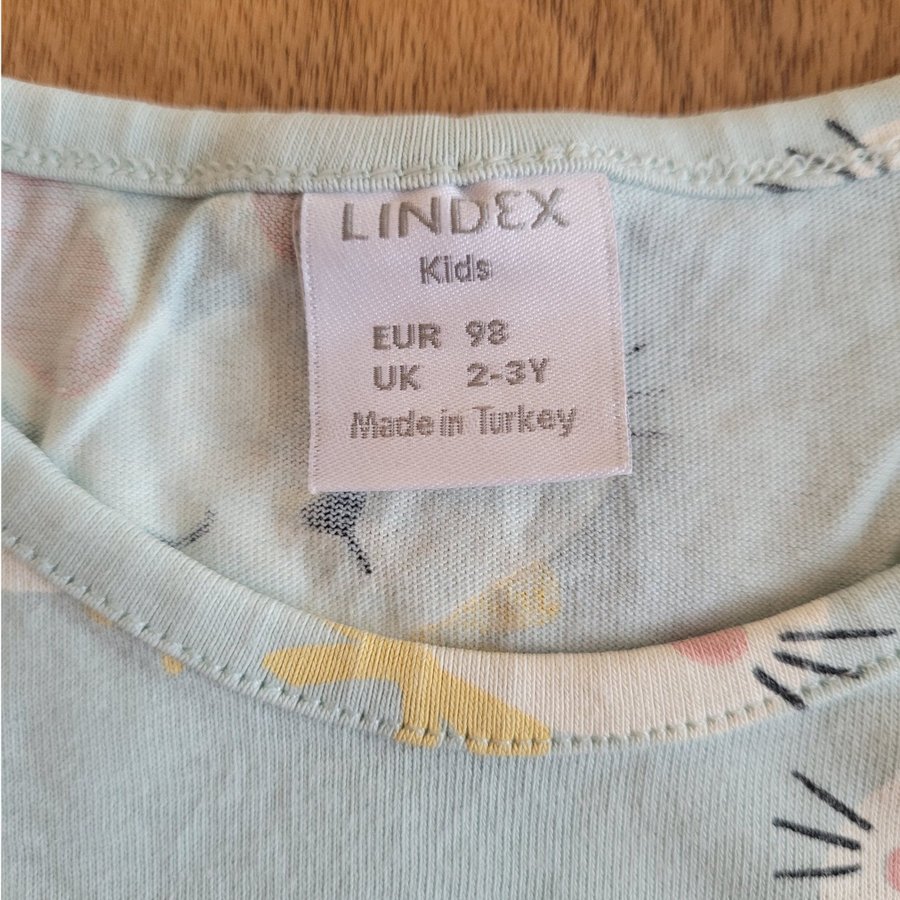 LINDEX
Kids
EUR 98
UK 2-3Y
Made in Turkey